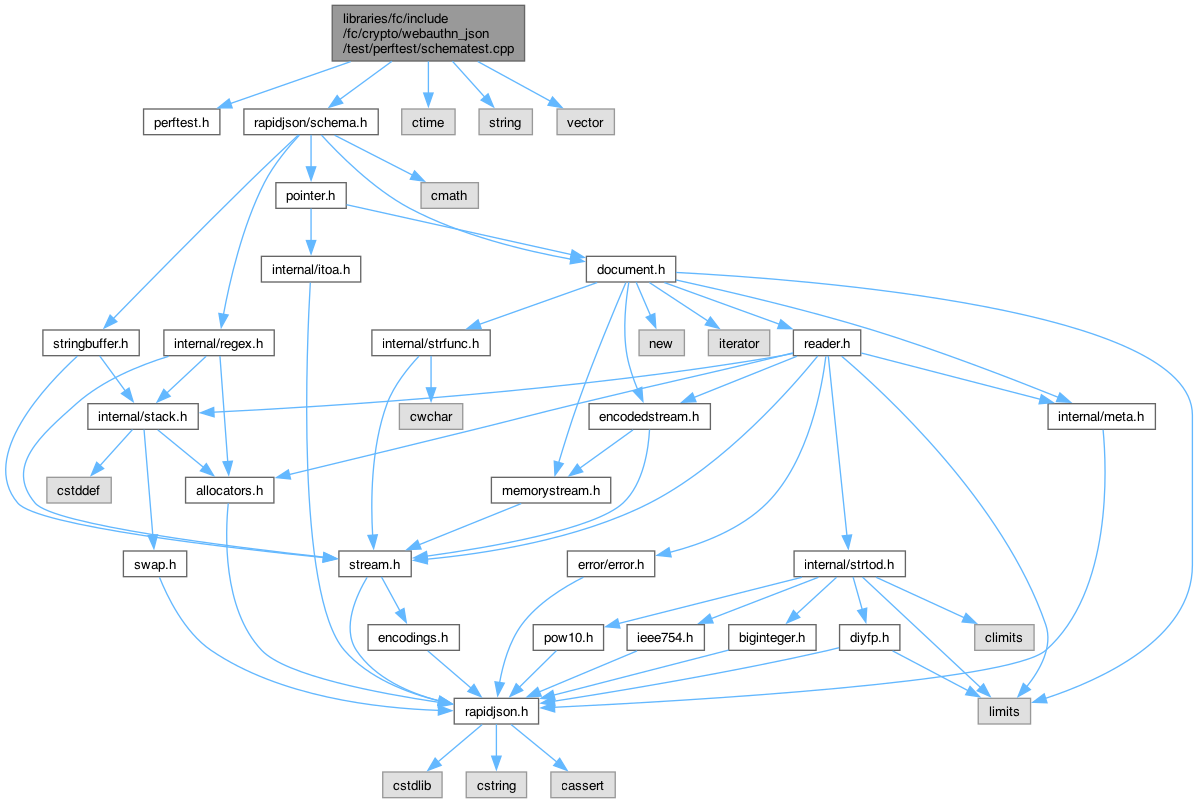 libraries/fc/include
/fc/crypto/webauthn_json
/test/perftest/schematest.cpp
perftest.h
rapidjson/schema.h
ctime
string
vector
pointer.h
cmath
internal/itoa.h
document.h
stringbuffer.h
internal/regex.h
internal/strfunc.h
new
iterator
reader.h
internal/stack.h
cwchar
encodedstream.h
internal/meta.h
cstddef
allocators.h
memorystream.h
swap.h
stream.h
error/error.h
internal/strtod.h
encodings.h
pow10.h
ieee754.h
biginteger.h
diyfp.h
climits
rapidjson.h
limits
cstdlib
cstring
cassert